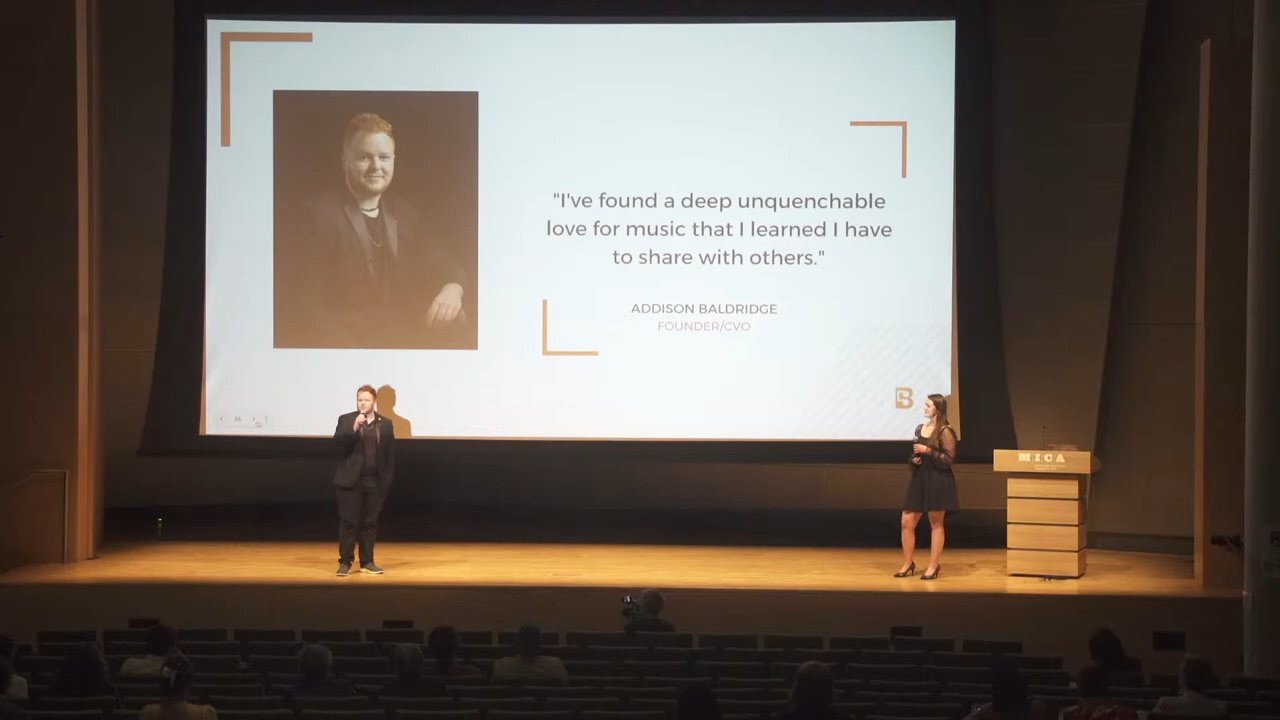 "I've found a deep unquenchable
love for music that I learned I have
to share with others."
ADDISON BALDRIDGE
FOUNDER/CVO
B
MICA